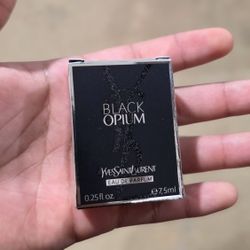 BLACK
OPIUM
YVESSAINTLAURENT
EAU DE PARFUM
0.25 fl oz. ℮ 7.5ml